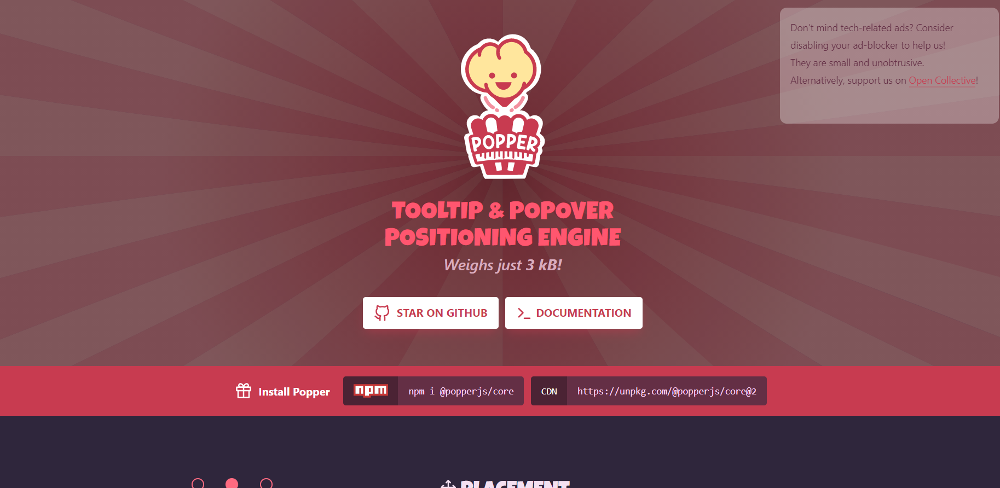 Don't mind tech-related ads? Consider
disabling your ad-blocker to help us!
They are small and unobtrusive.
Alternatively, support us on Open Collective!
POPPER
TOOLTIP & POPOVER
POSITIONING ENGINE
Weighs just 3 kB!
STAR ON GITHUB
DOCUMENTATION
Install Popper
npm
npm i @popperjs/core
CDN
https://unpkg.com/@popperjs/core@2
PLACEMENT